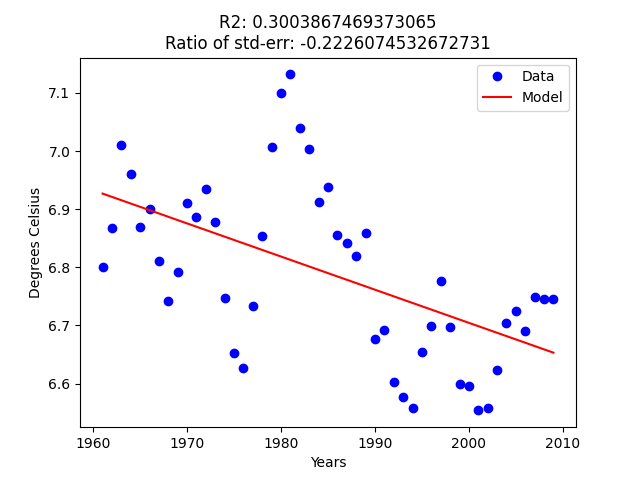 R2: 0.3003867469373065
Ratio of std-err: -0.2226074532672731
Data
Model
7.1
7.0
6.9
6.8
6.7
6.6
Degrees Celsius
1960 1970 1980 1990 2000 2010
Years